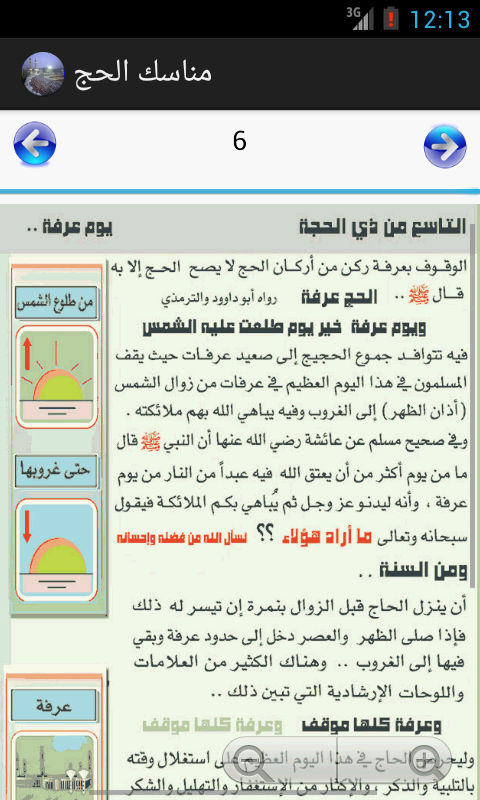 3G
12:13
مناسك الحج
6
التاسع من ذي الحجة
يوم عرفة ..
الوقوف بعرفة ركن من أركان الحج لا يصح الحج إلا به
قال ﷺ .. الحج عرفة رواه أبو داوود والترمذي
ويوم عرفة خير يوم طلعت عليه الشمس
فيه تتوافد جموع الحجيج إلى صعيد عرفات حيث يقف
المسلمون في هذا اليوم العظيم في عرفات من زوال الشمس
( أذان الظهر ) إلى الغروب وفيه يباهي الله بهم ملائكته .
وفي صحيح مسلم عن عائشة رضي الله عنها أن النبي ﷺ قال
ما من يوم أكثر من أن يعتق الله فيه عبداً من النار من يوم
عرفة ، وأنه ليدنو عز وجل ثم يُباهي بكم الملائكة فيقول
سبحانه وتعالى ما أراد هؤلاء ؟؟ نسأل الله من فضله وإحسانه
ومن السنة ..
أن ينزل الحاج قبل الزوال بنمرة إن تيسر له ذلك
فإذا صلى الظهر والعصر دخل إلى حدود عرفة وبقي
فيها إلى الغروب .. وهناك الكثير من العلامات
واللوحات الإرشادية التي تبين ذلك ..
وعرفة كلها موقف وعرفة كلها موقف
وليحرص الحاج في هذا اليوم العظيم على استغلال وقته
بالتلبية والذكر ، والإكثار من الإستغفار والتهليل والشكر
من طلوع الشمس
حتى غروبها
عرفة